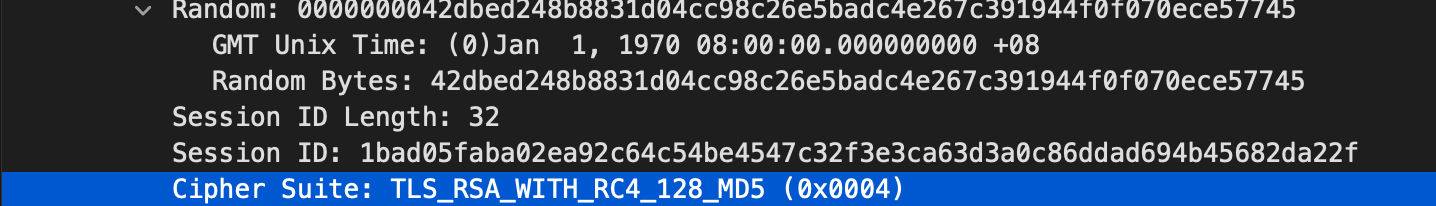 Random: 0000000042dbed248b8831d04cc98c26e5badc4e267c391944f0f070ece57745
GMT Unix Time: (0)Jan  1, 1970 08:00:00.000000000 +08
Random Bytes: 42dbed248b8831d04cc98c26e5badc4e267c391944f0f070ece57745
Session ID Length: 32
Session ID: 1bad05faba02ea92c64c54be4547c32f3e3ca63d3a0c86ddad694b45682da22f
Cipher Suite: TLS_RSA_WITH_RC4_128_MD5 (0x0004)